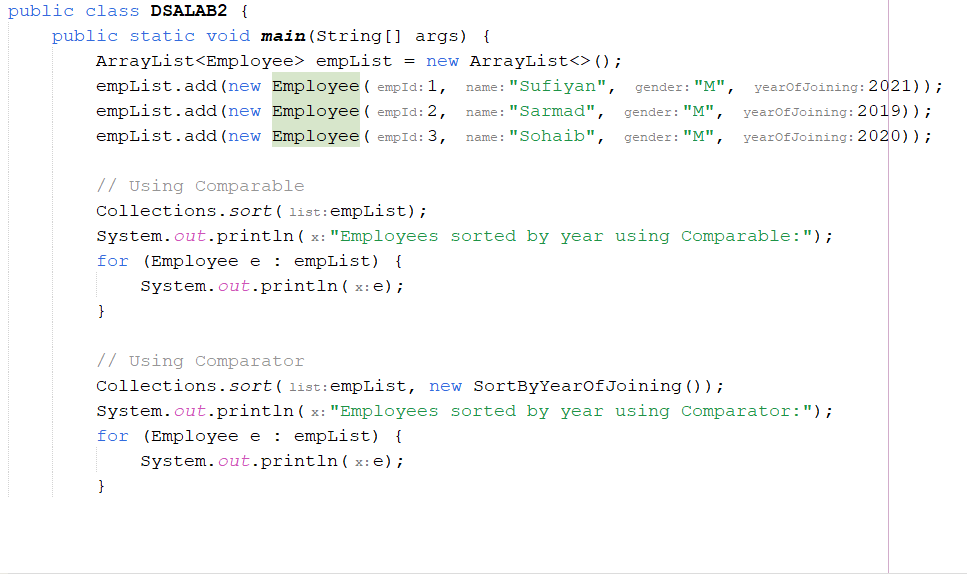 public class DSALAB2 {
public static void main(String[] args) {
ArrayList<Employee> empList = new ArrayList<>();
empList.add(new Employee( empId: 1, name: "Sufiyan", gender: "M", yearOfJoining: 2021));
empList.add(new Employee( empId: 2, name: "Sarmad", gender: "M", yearOfJoining: 2019));
empList.add(new Employee( empId: 3, name: "Sohaib", gender: "M", yearOfJoining: 2020));
// Using Comparable
Collections.sort( list: empList);
System.out.println( x: "Employees sorted by year using Comparable:");
for (Employee e : empList) {
System.out.println( x: e);
}
// Using Comparator
Collections.sort( list: empList, new SortByYearOfJoining());
System.out.println( x: "Employees sorted by year using Comparator:");
for (Employee e : empList) {
System.out.println( x: e);
}